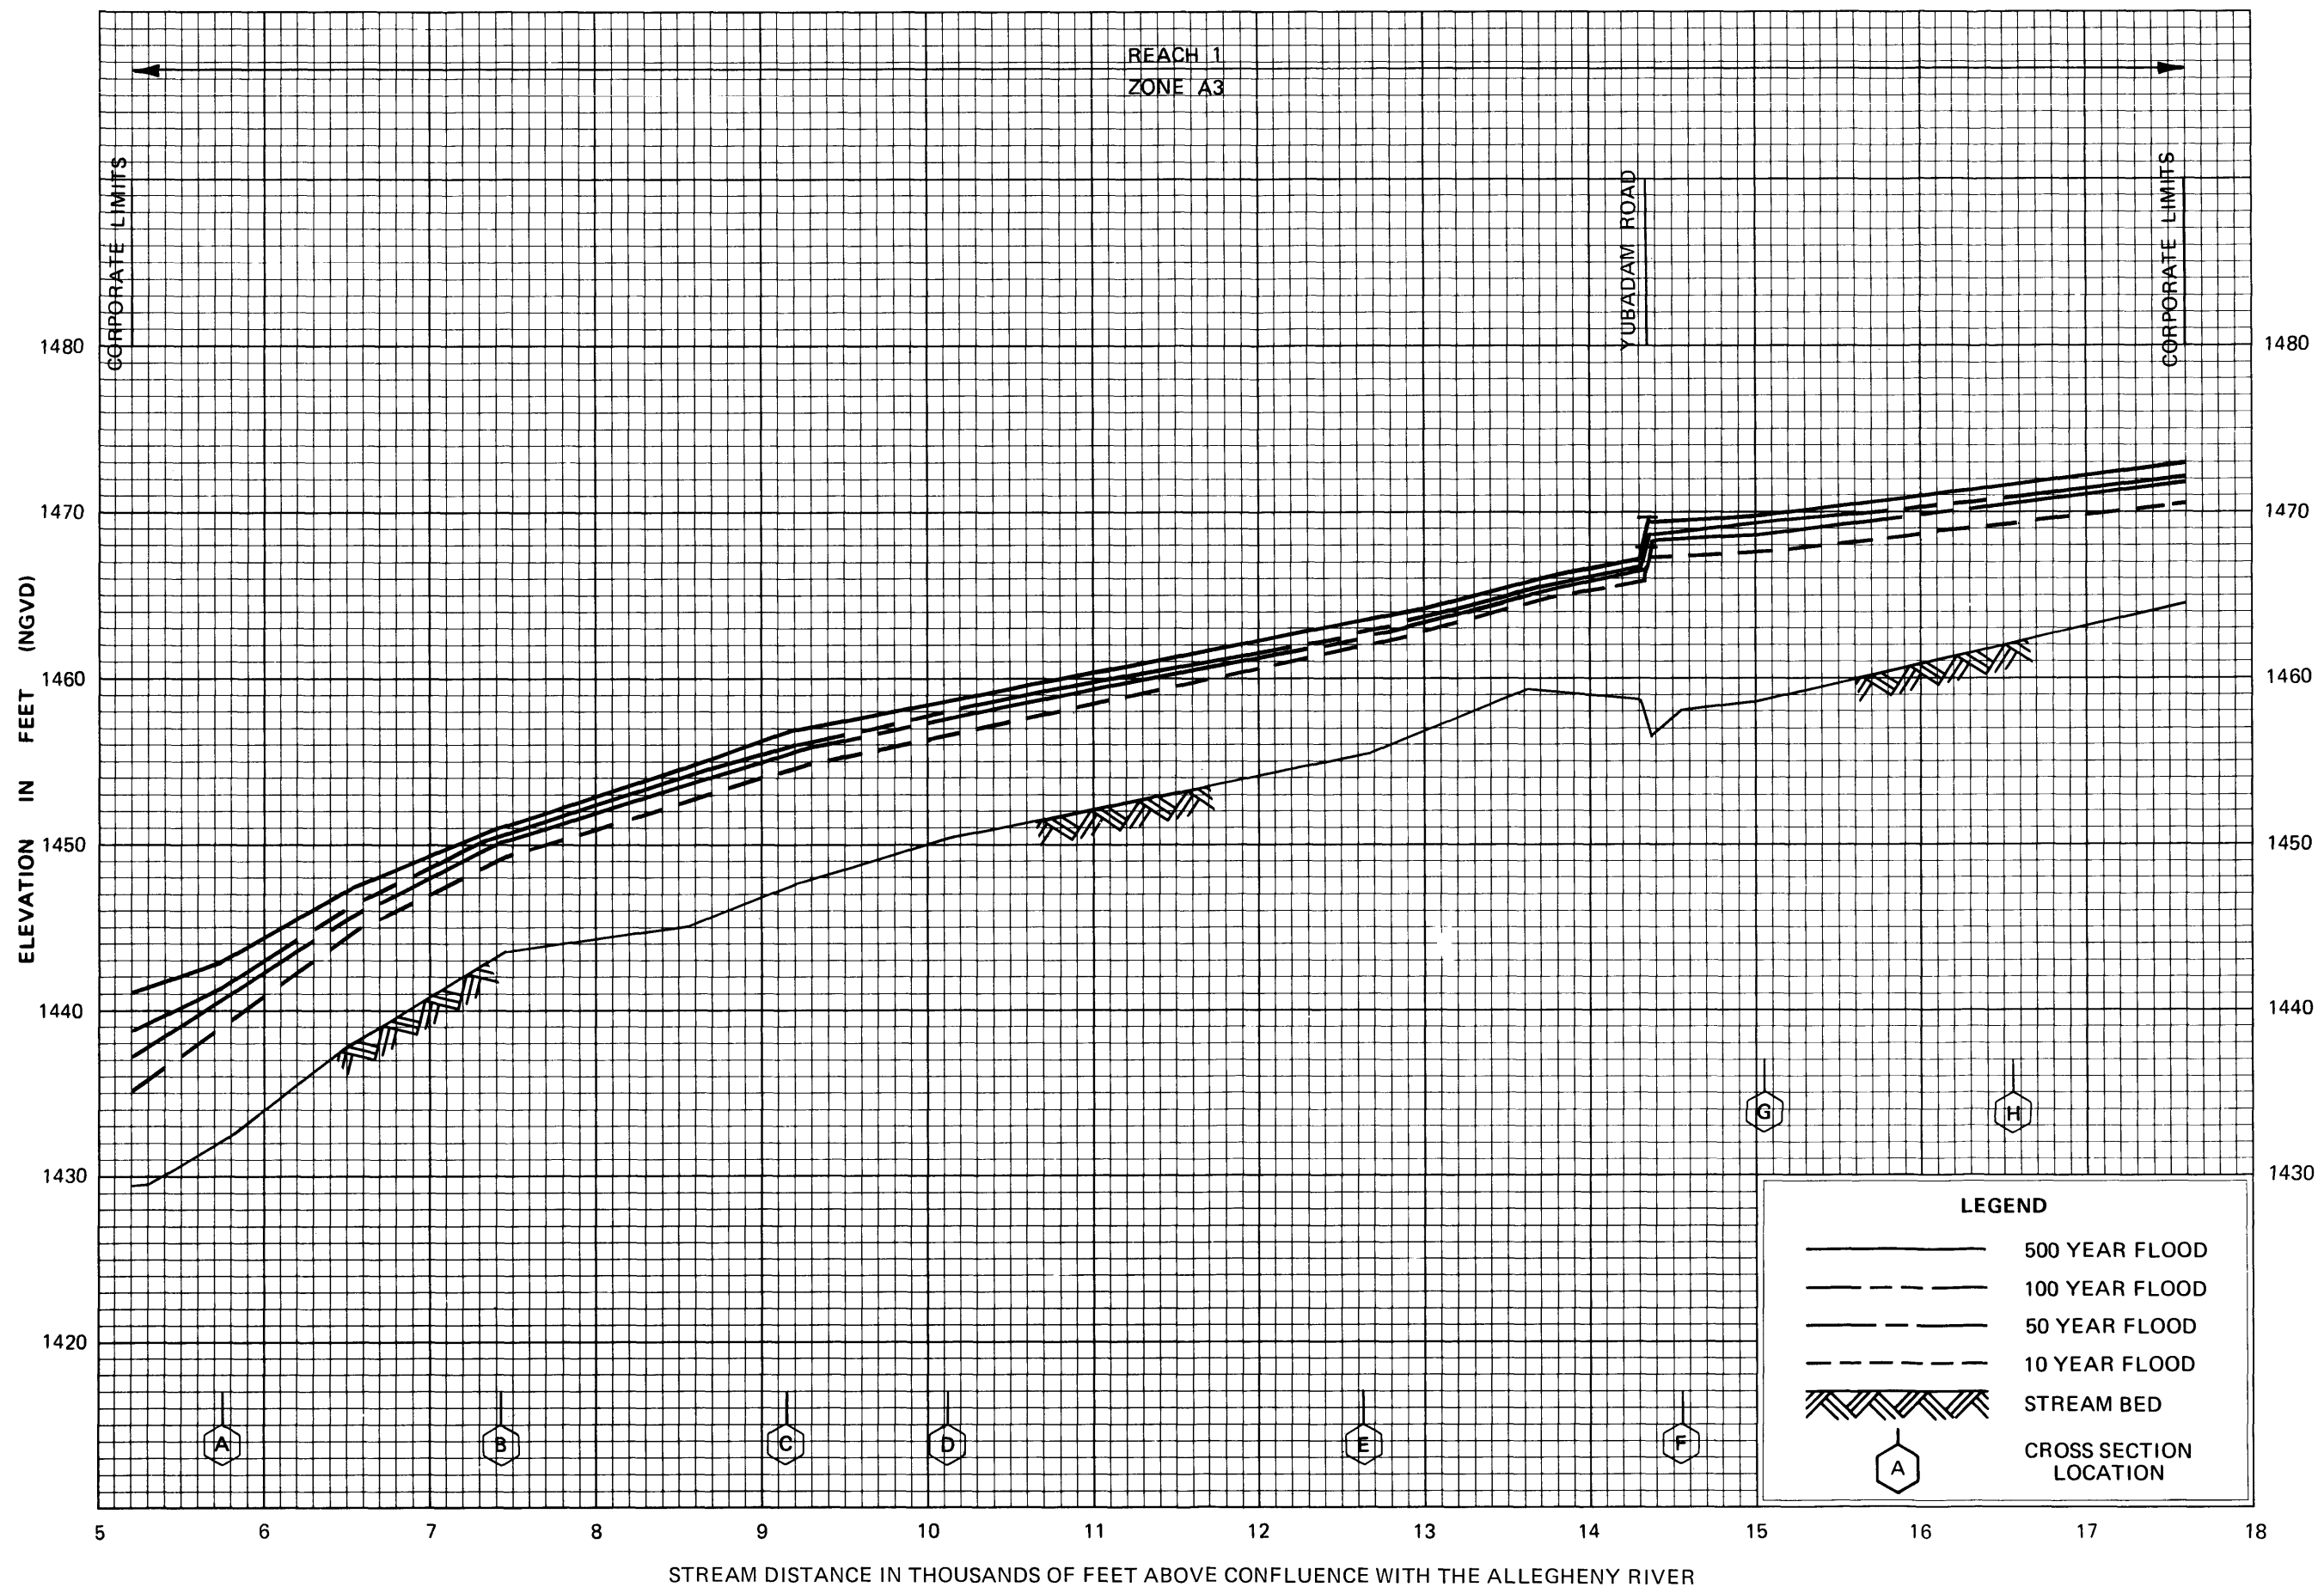 REACH 1
ZONE A3
CORPORATE LIMITS
YUBADAM ROAD
CORPORATE LIMITS
ELEVATION IN FEET (NGVD)
1480
1470
1460
1450
1440
1430
1420
1480
1470
1460
1450
1440
1430
G
H
A
B
C
D
E
F
LEGEND
500 YEAR FLOOD
100 YEAR FLOOD
50 YEAR FLOOD
10 YEAR FLOOD
STREAM BED
A
CROSS SECTION
LOCATION
5 6 7 8 9 10 11 12 13 14 15 16 17 18
STREAM DISTANCE IN THOUSANDS OF FEET ABOVE CONFLUENCE WITH THE ALLEGHENY RIVER